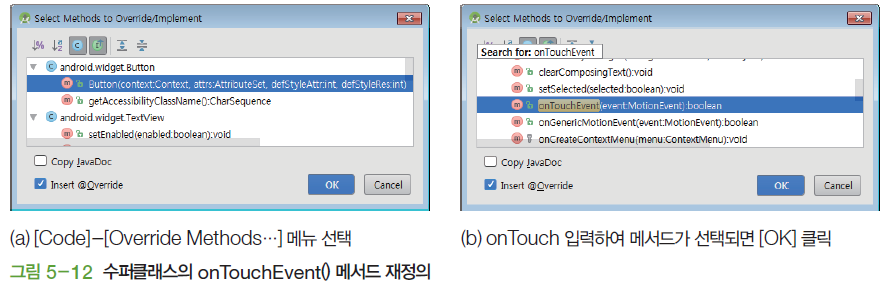 Select Methods to Override/Implement
android.widget.Button
Button(context:Context, attrs:AttributeSet, defStyleAttr:int, defStyleRes:int)
getAccessibilityClassName():CharSequence
android.widget.TextView
setEnabled(enabled:boolean):void
Copy JavaDoc
Insert @Override
OK
Cancel
(a) [Code]–[Override Methods…] 메뉴 선택
Select Methods to Override/Implement
Search for: onTouchEvent
clearComposingText():void
setSelected(selected:boolean):void
onTouchEvent(event:MotionEvent):boolean
onGenericMotionEvent(event:MotionEvent):boolean
onCreateContextMenu(menu:ContextMenu):void
Copy JavaDoc
Insert @Override
OK
Cancel
(b) onTouch 입력하여 메서드가 선택되면 [OK] 클릭
그림 5–12 수퍼클래스의 onTouchEvent() 메서드 재정의